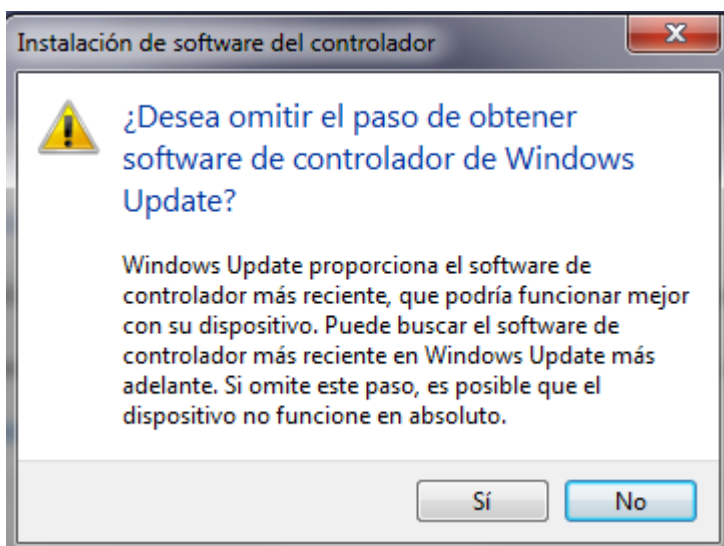 Instalación de software del controlador
¿Desea omitir el paso de obtener
software de controlador de Windows
Update?
Windows Update proporciona el software de
controlador más reciente, que podría funcionar mejor
con su dispositivo. Puede buscar el software de
controlador más reciente en Windows Update más
adelante. Si omite este paso, es posible que el
dispositivo no funcione en absoluto.
Sí No